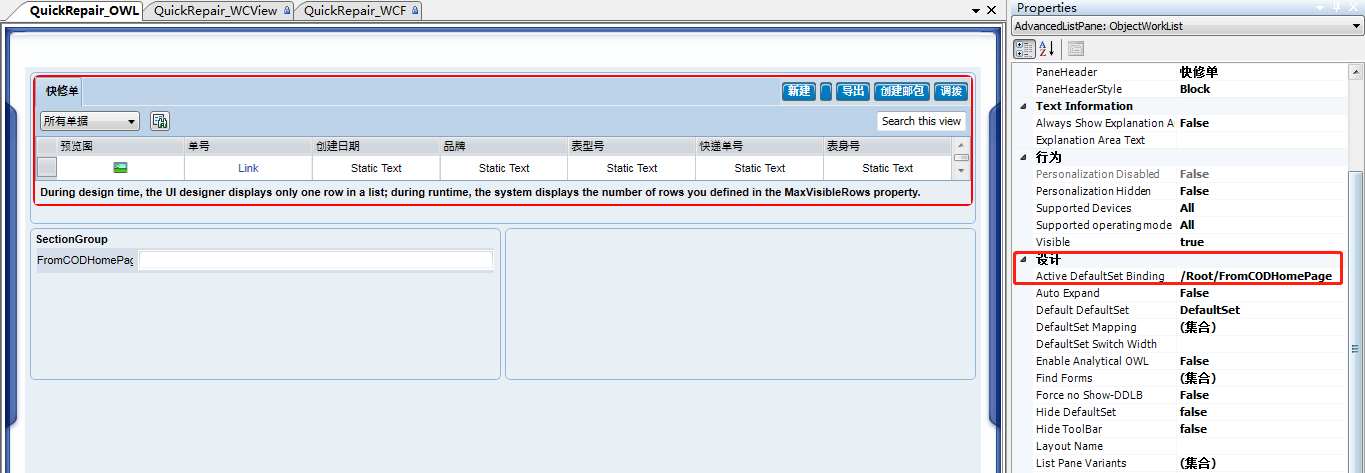 QuickRepair_OWL QuickRepair_WCView QuickRepair_WCF
快修单 新建 导出 创建邮包 调拨
所有单据 Search this view
预览图 单号 创建日期 品牌 表型号 快递单号 表身号
Link Static Text Static Text Static Text Static Text Static Text
During design time, the UI designer displays only one row in a list; during runtime, the system displays the number of rows you defined in the MaxVisibleRows property.
SectionGroup
FromCODHomePag
Properties
AdvancedListPane: ObjectWorkList
PaneHeader 快修单
PaneHeaderStyle Block
Text Information
Always Show Explanation A False
Explanation Area Text
行为
Personalization Disabled False
Personalization Hidden False
Supported Devices All
Supported operating mode All
Visible true
设计
Active DefaultSet Binding /Root/FromCODHomePage
Auto Expand False
Default DefaultSet DefaultSet
DefaultSet Mapping (集合)
DefaultSet Switch Width
Enable Analytical OWL False
Find Forms (集合)
Force no Show-DDLB False
Hide DefaultSet false
Hide ToolBar false
Layout Name
List Pane Variants (集合)